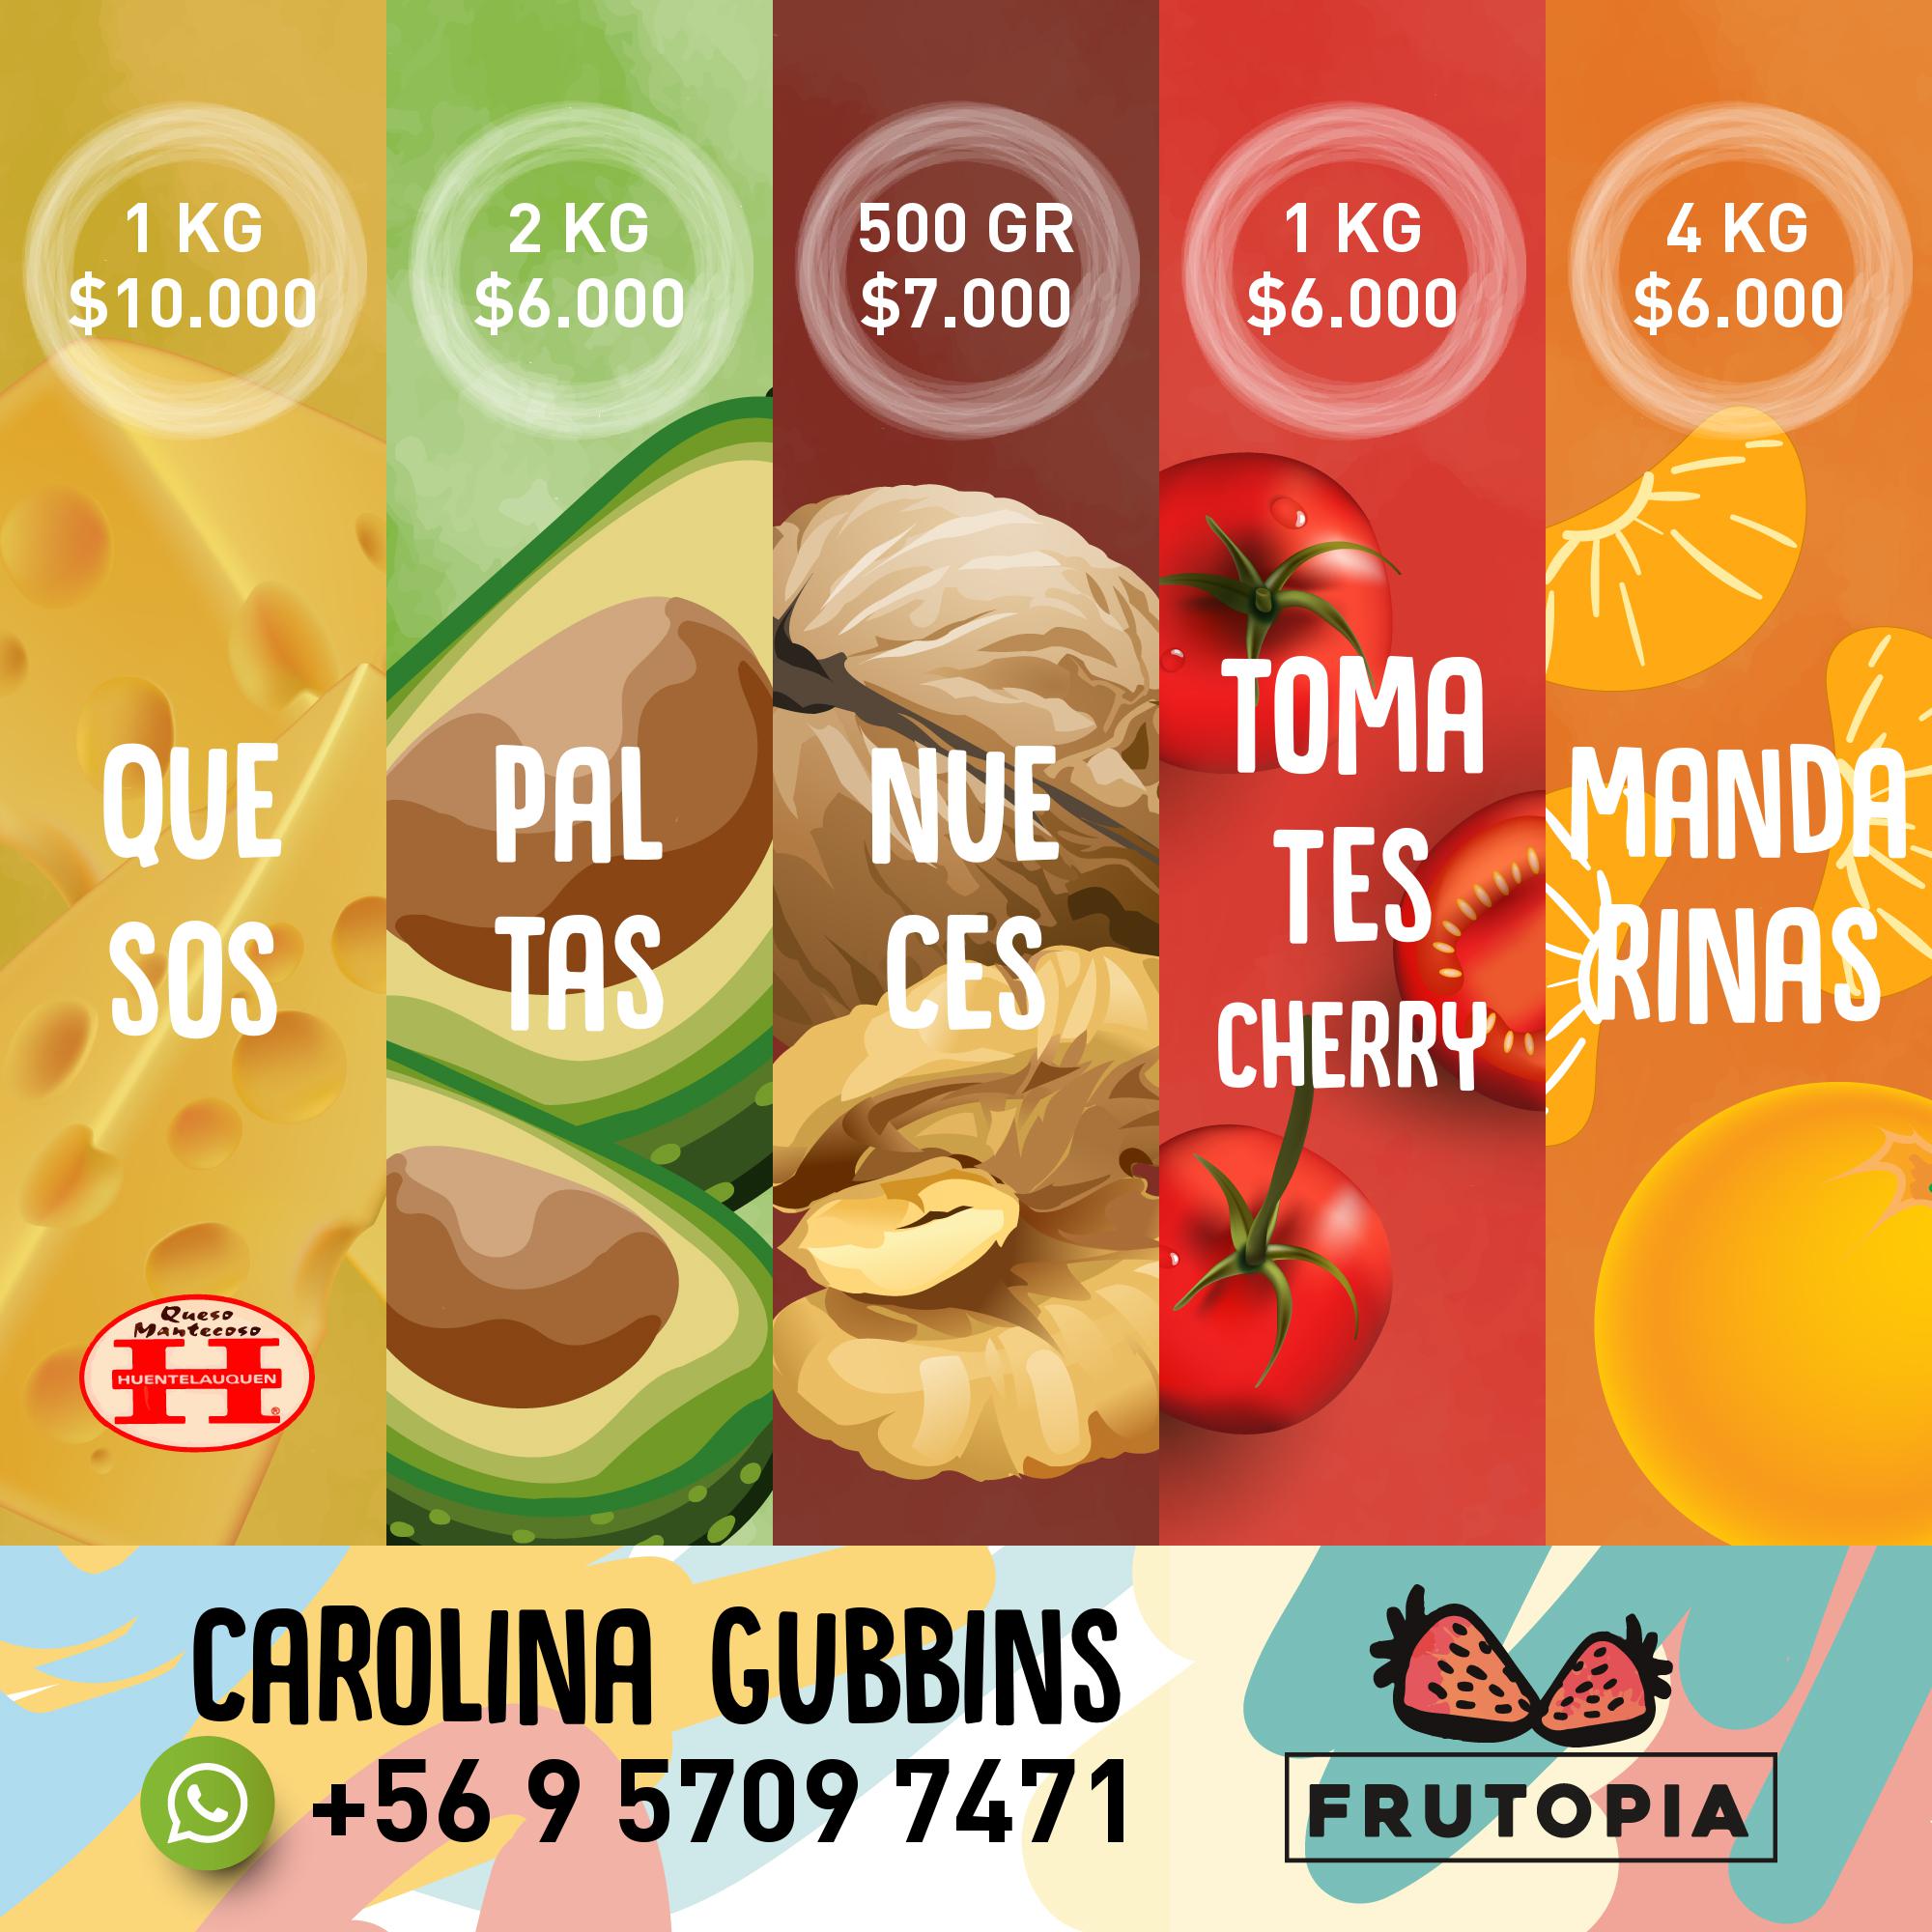 1 KG
$10.000
QUE
SOS
Queso
Mantecoso
H
HUENTELAUQUEN
®
2 KG
$6.000
PAL
TAS
500 GR
$7.000
NUE
CES
1 KG
$6.000
TOMA
TES
CHERRY
4 KG
$6.000
MANDA
RINAS
CAROLINA GUBBINS
+56 9 5709 7471
FRUTOPIA